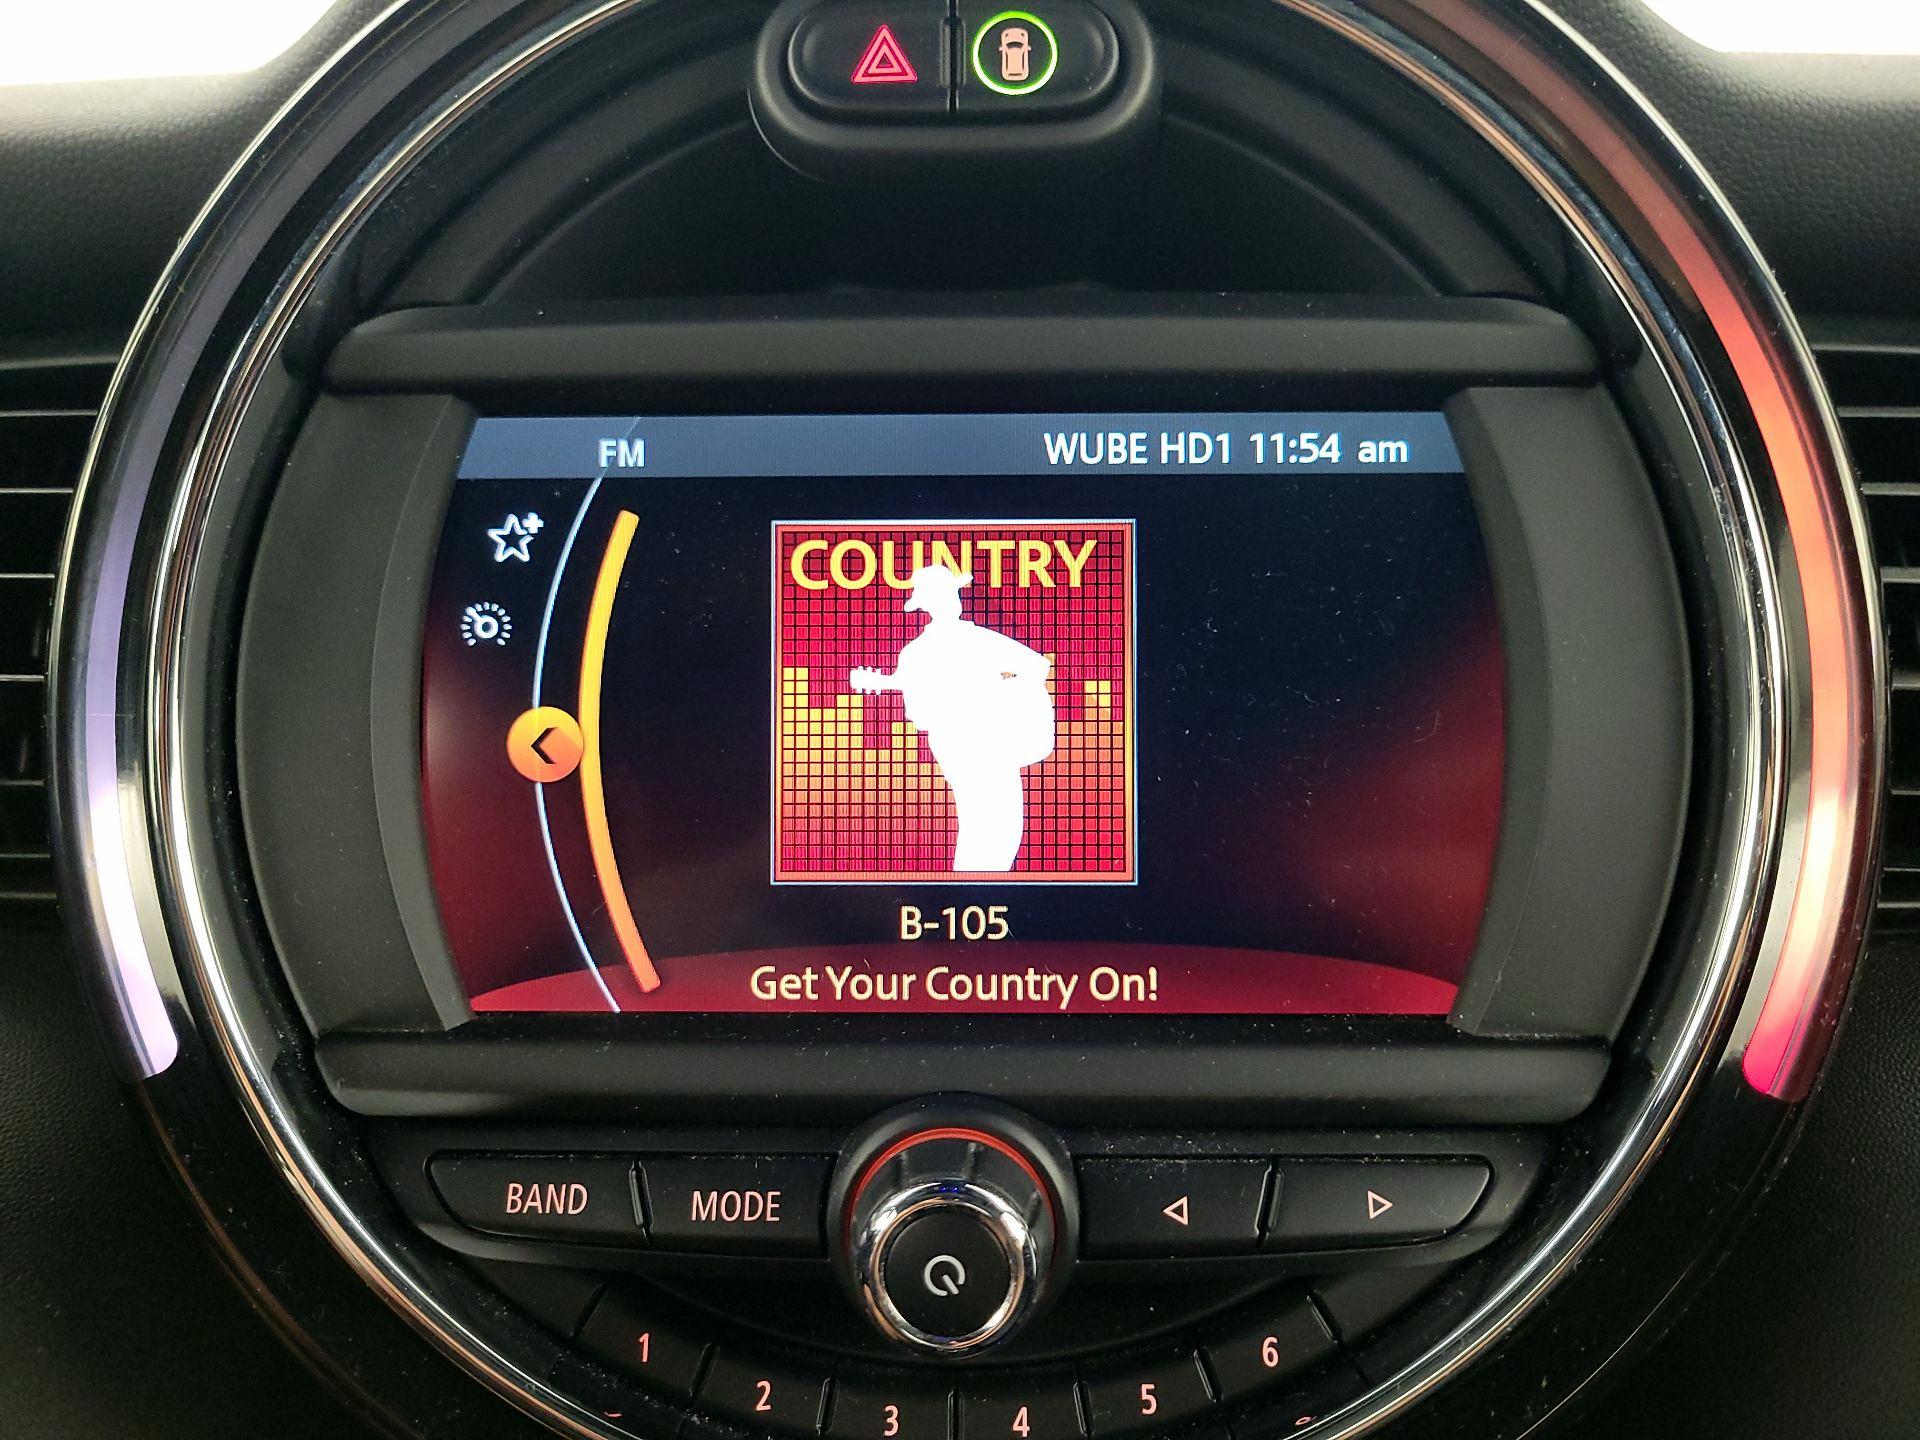 FM
WUBE HD1 11:54 am
COUNTRY
B-105
Get Your Country On!
BAND
MODE
1
2
3
4
5
6